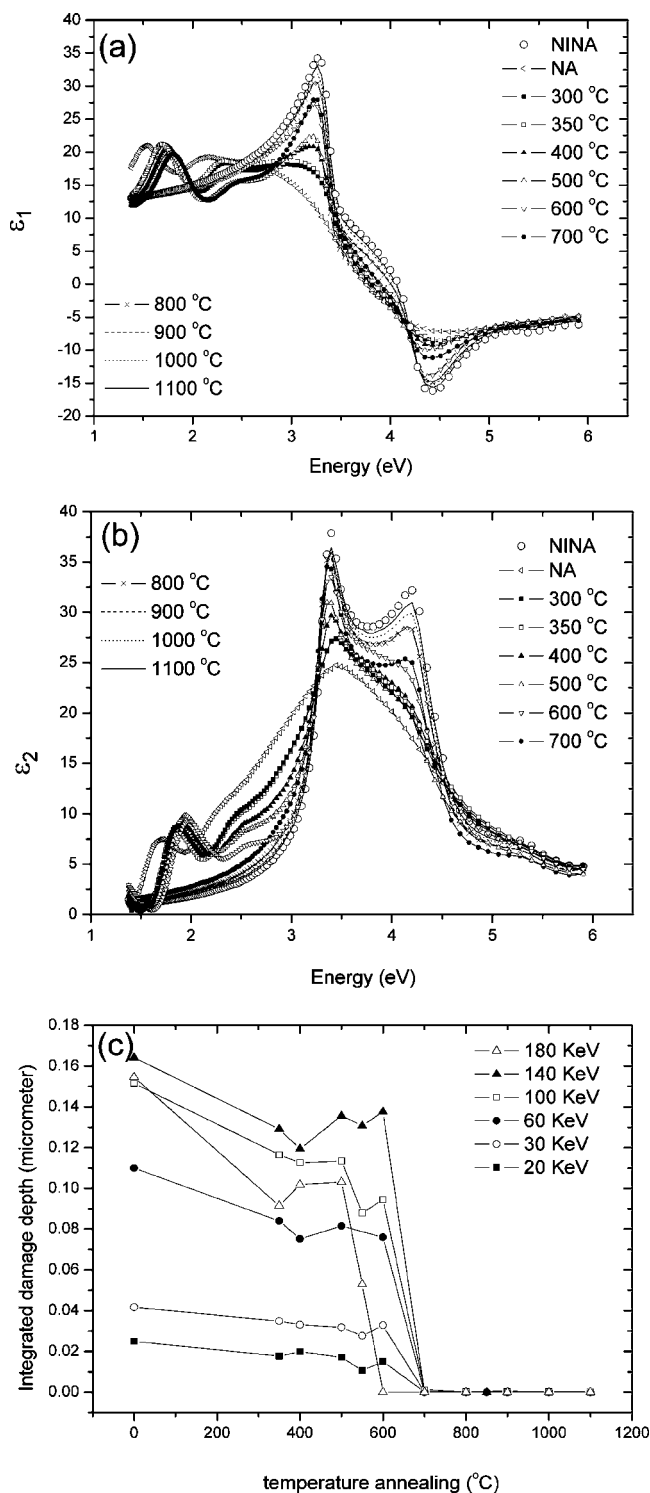 (a)
40
35
30
25
20
15
10
5
0
-5
-10
-15
-20
ε1
NINA
NA
300 °C
350 °C
400 °C
500 °C
600 °C
700 °C
800 °C
900 °C
1000 °C
1100 °C
1 2 3 4 5 6
Energy (eV)
(b)
40
35
30
25
20
15
10
5
0
ε2
800 °C
900 °C
1000 °C
1100 °C
NINA
NA
300 °C
350 °C
400 °C
500 °C
600 °C
700 °C
1 2 3 4 5 6
Energy (eV)
(c)
0.18
0.16
0.14
0.12
0.10
0.08
0.06
0.04
0.02
0.00
Integrated damage depth (micrometer)
180 KeV
140 KeV
100 KeV
60 KeV
30 KeV
20 KeV
0 200 400 600 800 1000 1200
temperature annealing (°C)